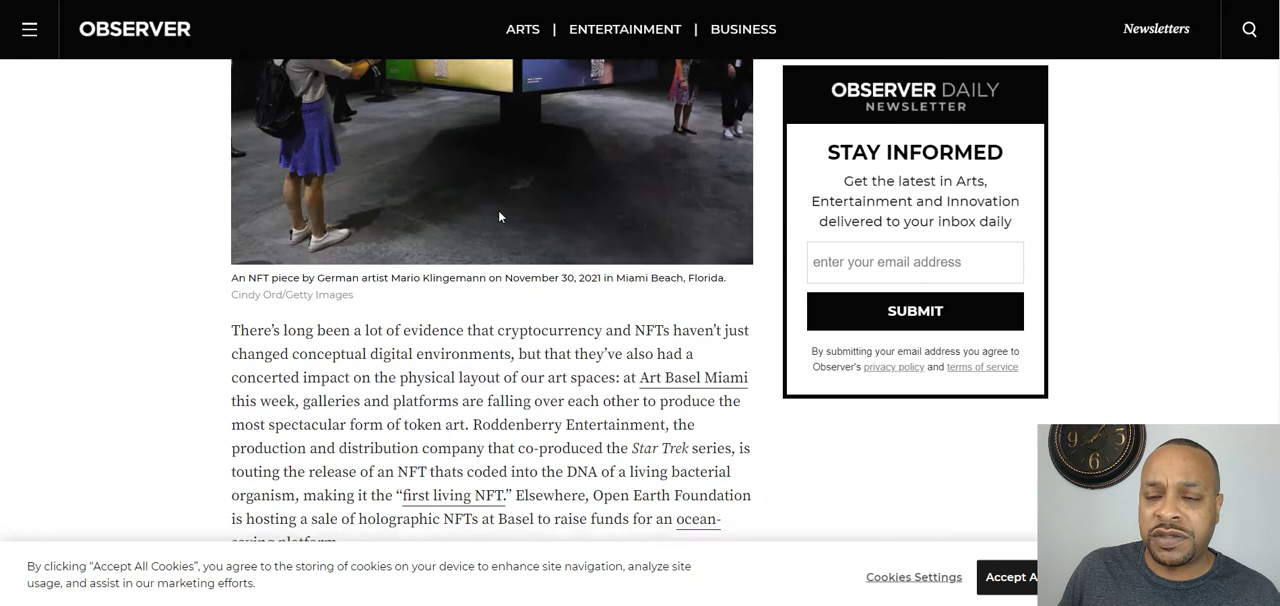 OBSERVER
ARTS | ENTERTAINMENT | BUSINESS
Newsletters
An NFT piece by German artist Mario Klingemann on November 30, 2021 in Miami Beach, Florida.
Cindy Ord/Getty Images
There’s long been a lot of evidence that cryptocurrency and NFTs haven’t just
changed conceptual digital environments, but that they’ve also had a
concerted impact on the physical layout of our art spaces: at Art Basel Miami
this week, galleries and platforms are falling over each other to produce the
most spectacular form of token art. Roddenberry Entertainment, the
production and distribution company that co-produced the Star Trek series, is
touting the release of an NFT thats coded into the DNA of a living bacterial
organism, making it the “first living NFT.” Elsewhere, Open Earth Foundation
is hosting a sale of holographic NFTs at Basel to raise funds for an ocean-
saving platform.
OBSERVER DAILY
NEWSLETTER
STAY INFORMED
Get the latest in Arts,
Entertainment and Innovation
delivered to your inbox daily
enter your email address
SUBMIT
By submitting your email address you agree to
Observer's privacy policy and terms of service
By clicking “Accept All Cookies”, you agree to the storing of cookies on your device to enhance site navigation, analyze site
usage, and assist in our marketing efforts.
Cookies Settings
Accept A
9
3
6